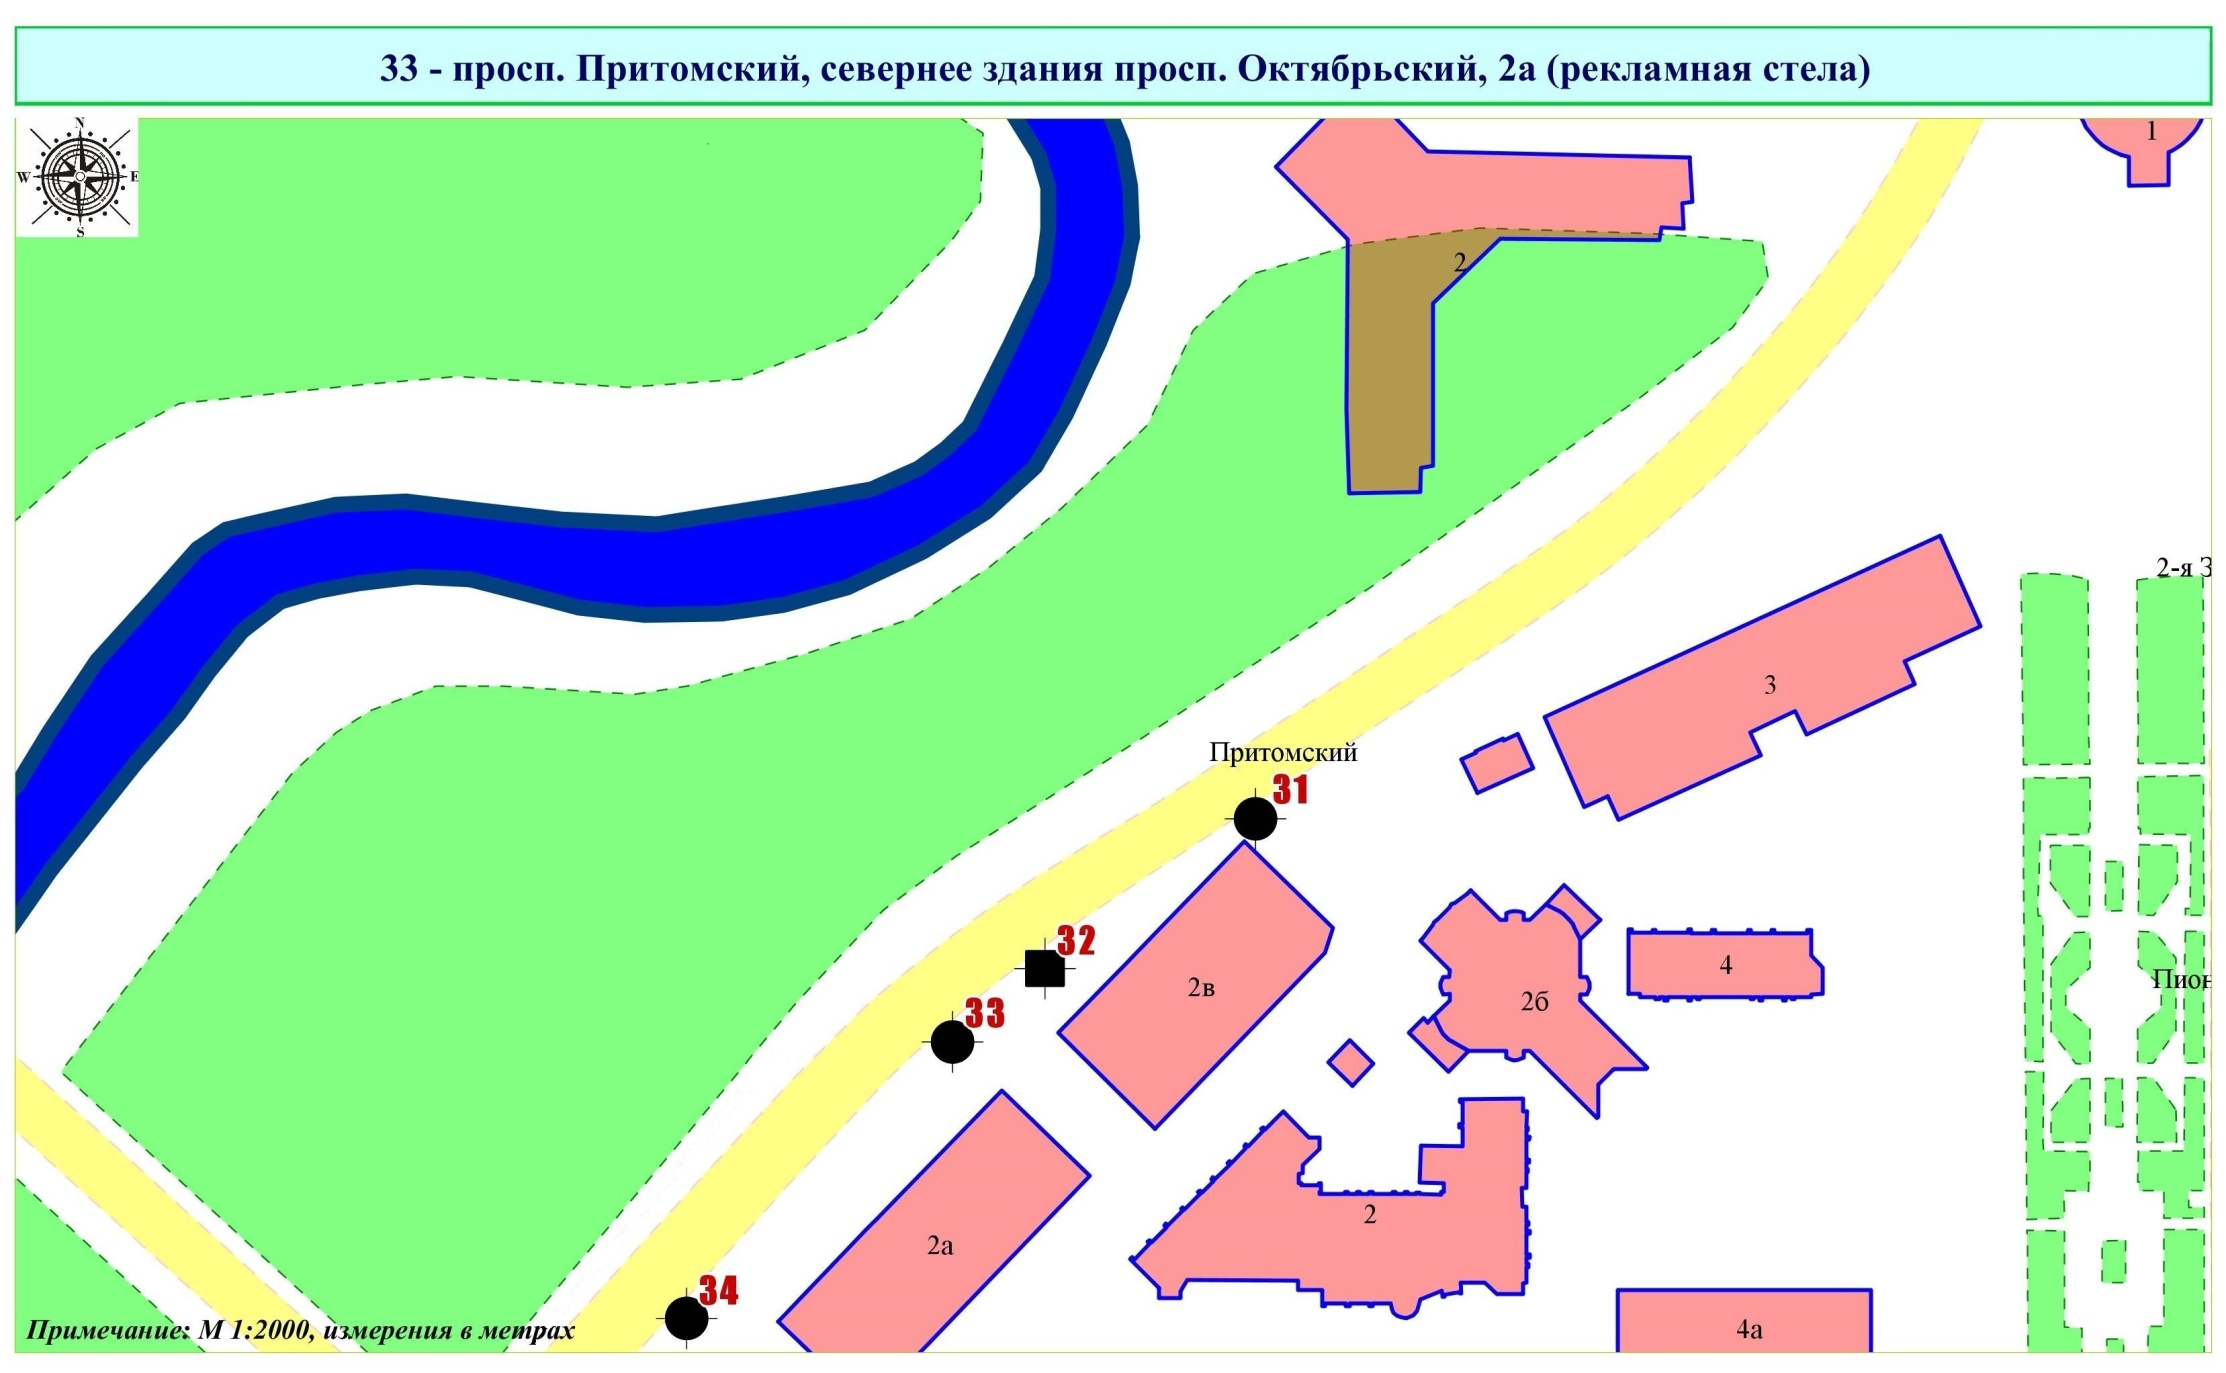 33 - просп. Притомский, севернее здания просп. Октябрьский, 2а (рекламная стела)
N
W E
S
1
2
2-я З
3
Притомский
31
32
2в
2б
4
Пион
33
2
2а
34
4а
Примечание: М 1:2000, измерения в метрах